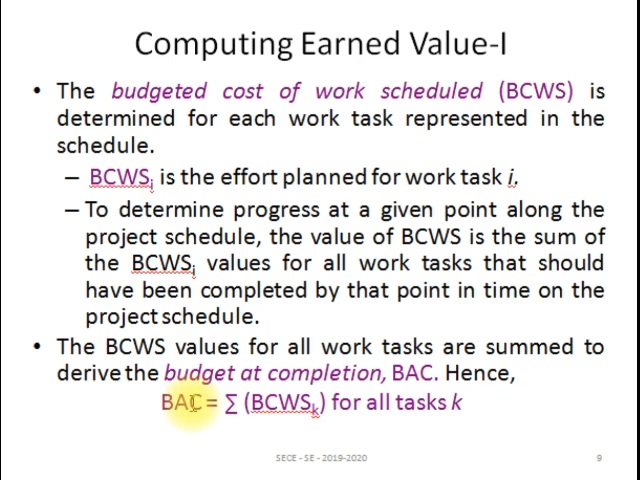 Computing Earned Value-I
• The budgeted cost of work scheduled (BCWS) is
determined for each work task represented in the
schedule.
– BCWSi is the effort planned for work task i.
– To determine progress at a given point along the
project schedule, the value of BCWS is the sum of
the BCWSi values for all work tasks that should
have been completed by that point in time on the
project schedule.
• The BCWS values for all work tasks are summed to
derive the budget at completion, BAC. Hence,
BAC = ∑ (BCWSk) for all tasks k
SECE - SE - 2019-2020
9